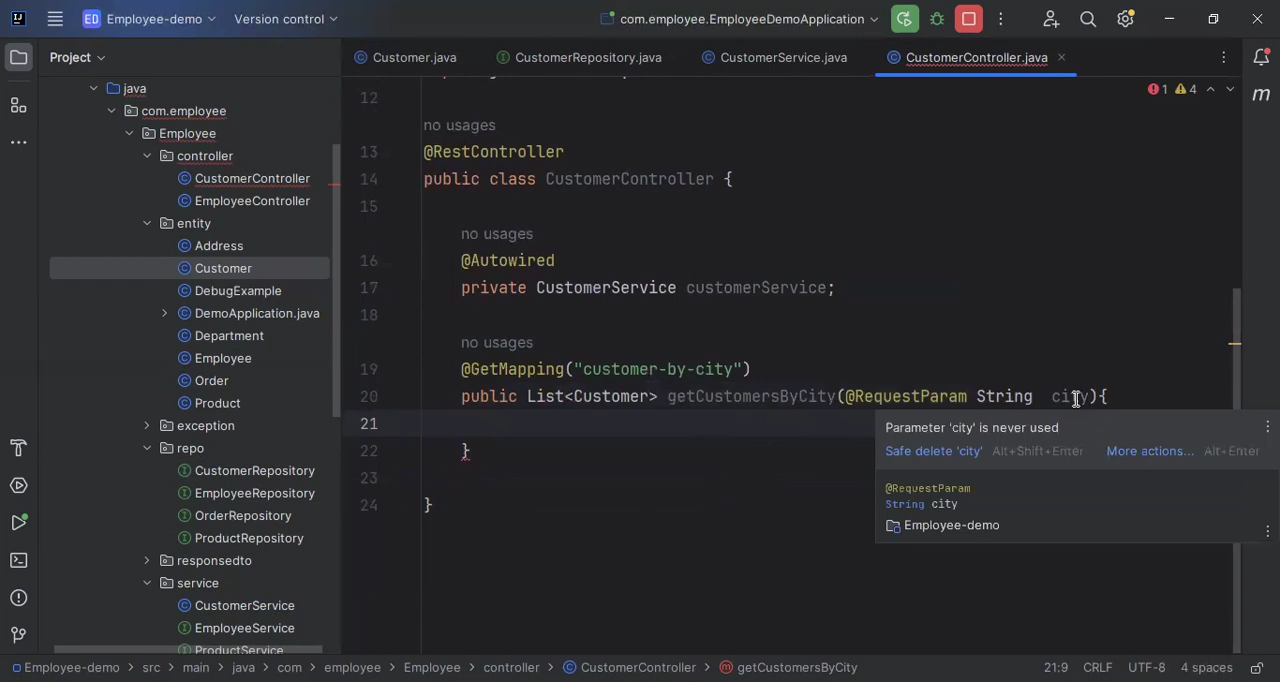 ED Employee-demo Version control com.employee.EmployeeDemoApplication
Project Customer.java CustomerRepository.java CustomerService.java CustomerController.java
java
com.employee
Employee
controller
CustomerController
EmployeeController
entity
Address
Customer
DebugExample
DemoApplication.java
Department
Employee
Order
Product
exception
repo
CustomerRepository
EmployeeRepository
OrderRepository
ProductRepository
responsedto
service
CustomerService
EmployeeService
ProductService
1 4
m
12
no usages
13 @RestController
14 public class CustomerController {
15
no usages
16 @Autowired
17 private CustomerService customerService;
18
no usages
19 @GetMapping("customer-by-city")
20 public List<Customer> getCustomersByCity(@RequestParam String city){
21
22 }
23
24 }
Parameter 'city' is never used
Safe delete 'city' Alt+Shift+Enter More actions... Alt+Enter
@RequestParam
String city
Employee-demo
Employee-demo > src > main > java > com > employee > Employee > controller > CustomerController > getCustomersByCity 21:9 CRLF UTF-8 4 spaces